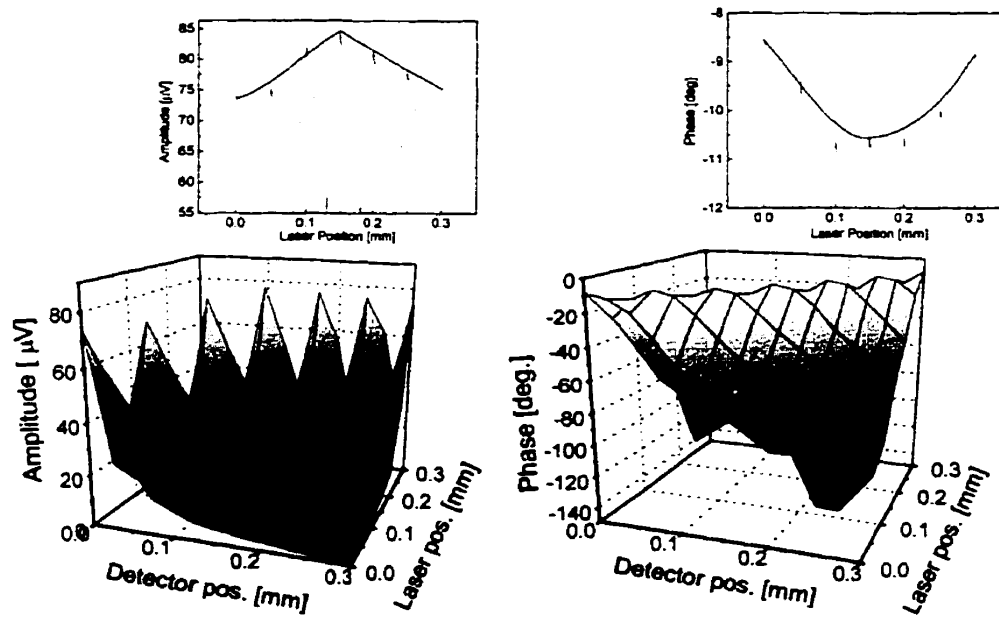 85
80
75
70
65
60
55
Amplitude [µV]
0.0 0.1 0.2 0.3
Laser Position [mm]
-8
-9
-10
-11
-12
Phase [deg]
0.0 0.1 0.2 0.3
Laser Position [mm]
80
60
40
20
0
Amplitude [ µV]
0.0 0.1 0.2 0.3
Detector pos. [mm]
0.0 0.1 0.2 0.3
Laser pos. [mm]
0
-20
-40
-60
-80
-100
-120
-140
Phase [deg.]
0.0 0.1 0.2 0.3
Detector pos. [mm]
0.0 0.1 0.2 0.3
Laser pos. [mm]